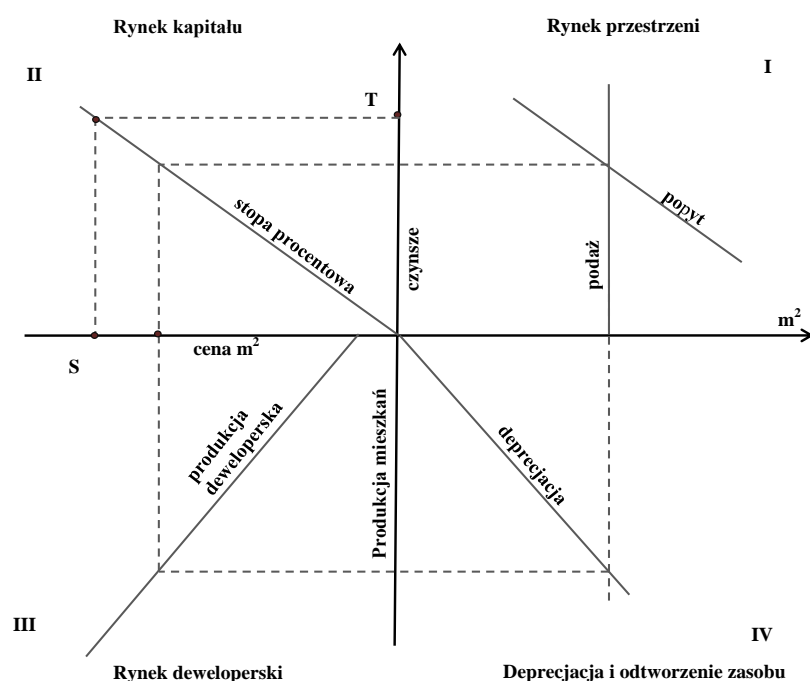 Rynek kapitału
Rynek przestrzeni
II
I
T
stopa procentowa
czynsze
popyt
podaż
m²
cena m²
S
produkcja
deweloperska
Produkcja mieszkań
deprecjacja
III
IV
Rynek deweloperski
Deprecjacja i odtworzenie zasobu